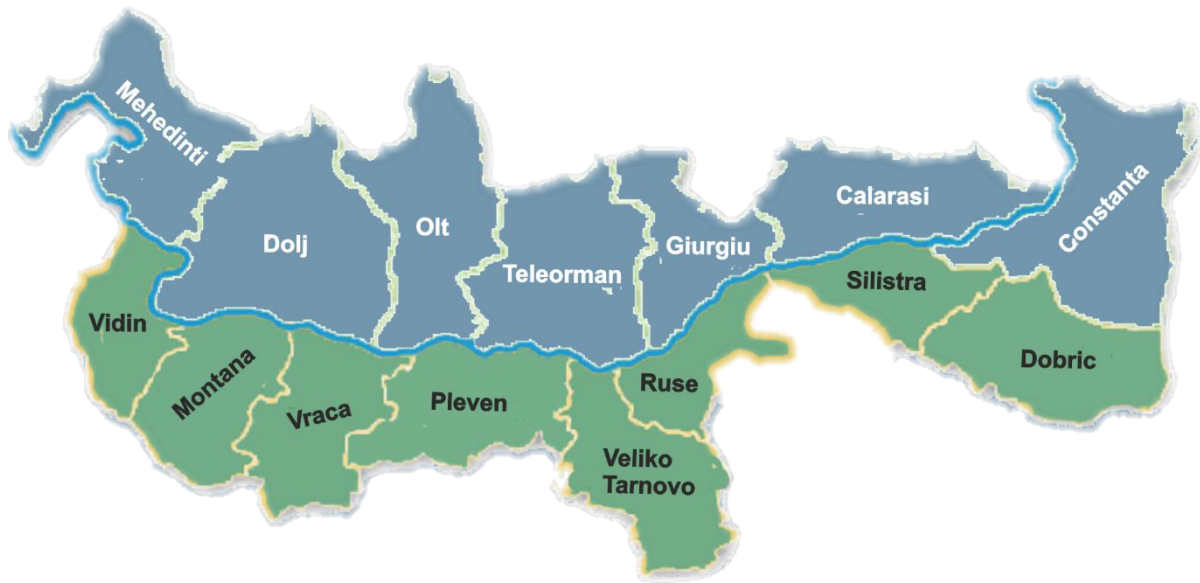 Mehedinti
Dolj
Olt
Teleorman
Giurgiu
Calarasi
Constanta
Vidin
Montana
Vraca
Pleven
Veliko
Tarnovo
Ruse
Silistra
Dobric